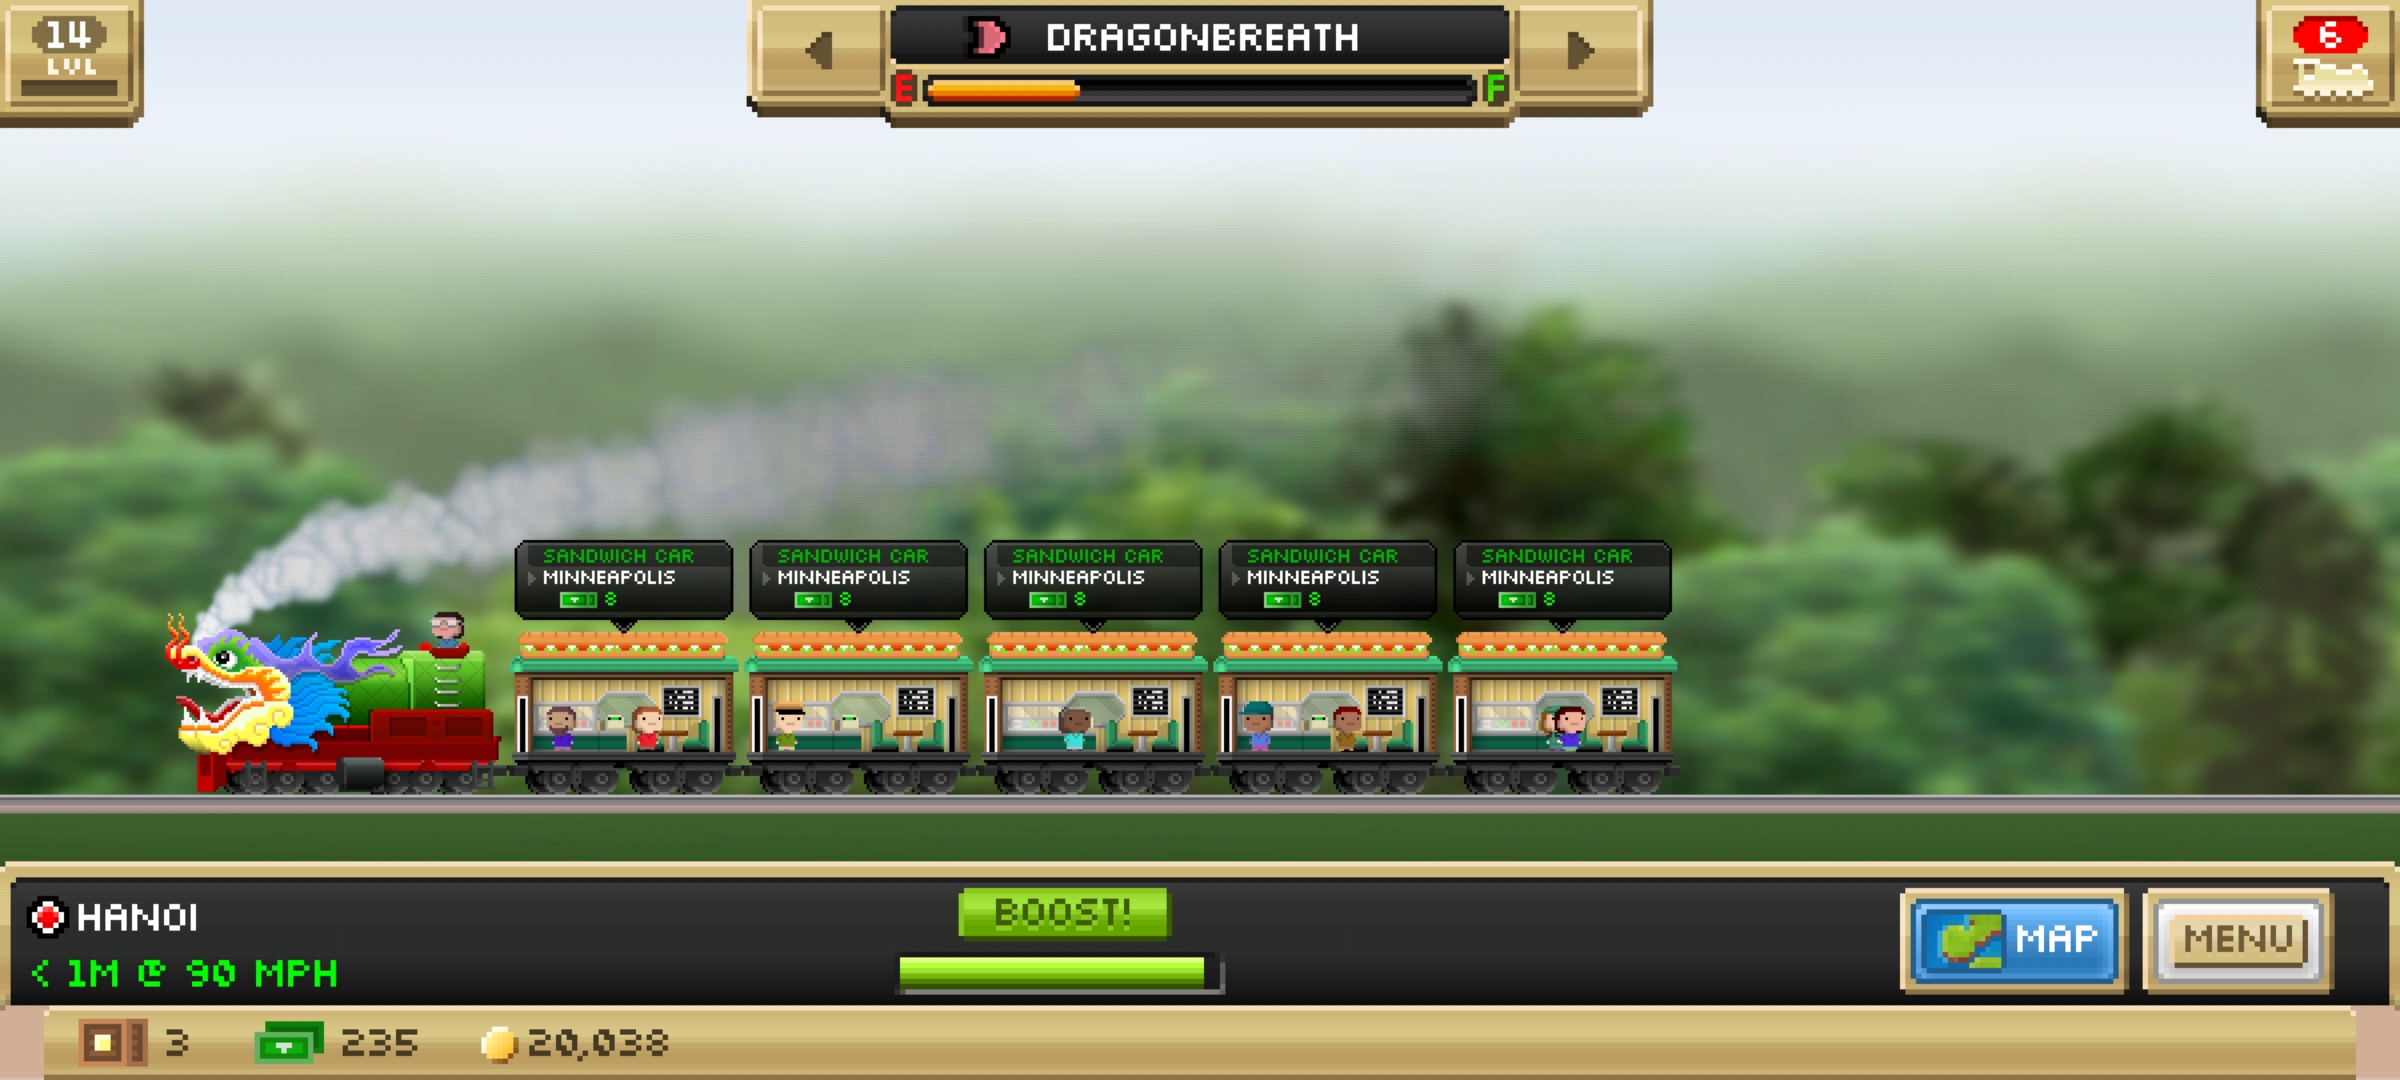 14
LVL
DRAGONBREATH
E F
6
SANDWICH CAR
MINNEAPOLIS
8
SANDWICH CAR
MINNEAPOLIS
8
SANDWICH CAR
MINNEAPOLIS
8
SANDWICH CAR
MINNEAPOLIS
8
SANDWICH CAR
MINNEAPOLIS
8
HANOI
< 1M @ 90 MPH
BOOST!
MAP
MENU
3
235
20,038